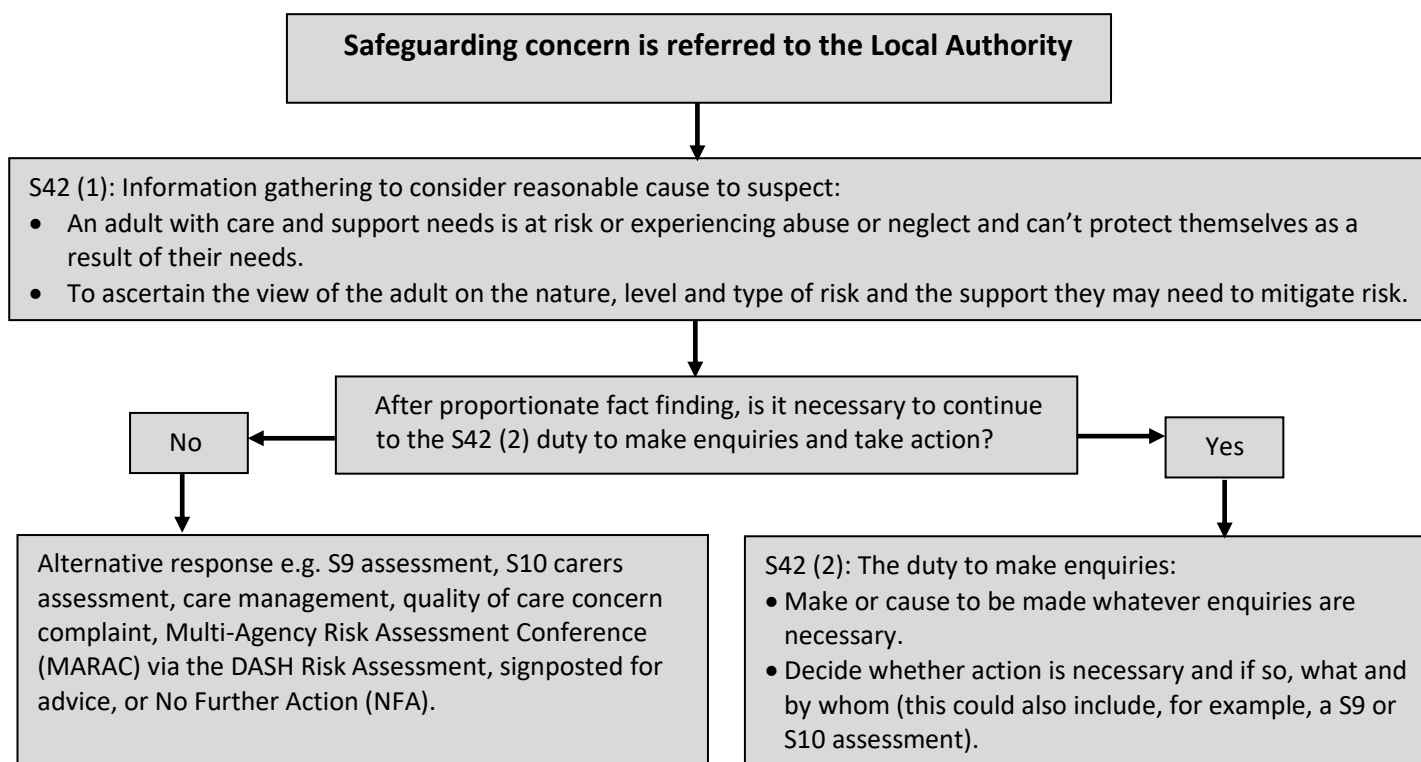 Safeguarding concern is referred to the Local Authority
S42 (1): Information gathering to consider reasonable cause to suspect:
• An adult with care and support needs is at risk or experiencing abuse or neglect and can’t protect themselves as a
result of their needs.
• To ascertain the view of the adult on the nature, level and type of risk and the support they may need to mitigate risk.
After proportionate fact finding, is it necessary to continue
to the S42 (2) duty to make enquiries and take action?
No
Yes
Alternative response e.g. S9 assessment, S10 carers
assessment, care management, quality of care concern
complaint, Multi-Agency Risk Assessment Conference
(MARAC) via the DASH Risk Assessment, signposted for
advice, or No Further Action (NFA).
S42 (2): The duty to make enquiries:
• Make or cause to be made whatever enquiries are
necessary.
• Decide whether action is necessary and if so, what and
by whom (this could also include, for example, a S9 or
S10 assessment).